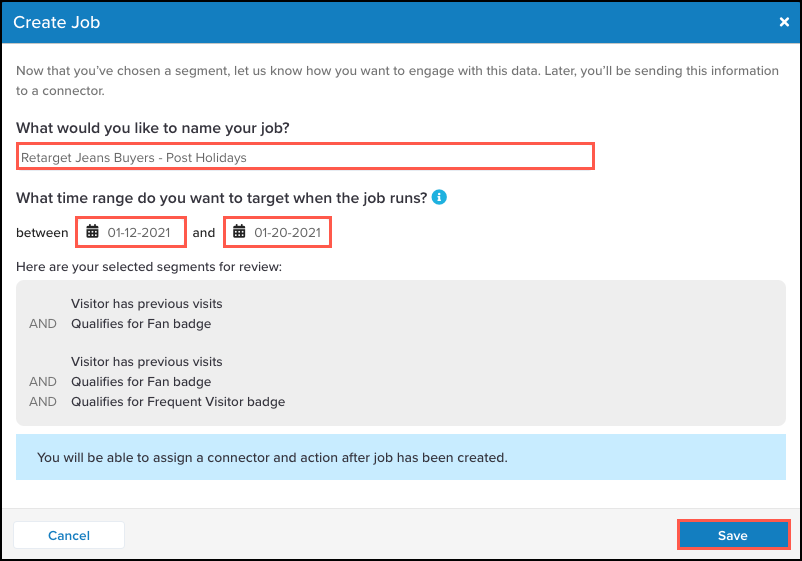 Create Job ×
Now that you've chosen a segment, let us know how you want to engage with this data. Later, you'll be sending this information
to a connector.
What would you like to name your job?
Retarget Jeans Buyers - Post Holidays
What time range do you want to target when the job runs? i
between 01-12-2021 and 01-20-2021
Here are your selected segments for review:
Visitor has previous visits
AND Qualifies for Fan badge
Visitor has previous visits
AND Qualifies for Fan badge
AND Qualifies for Frequent Visitor badge
You will be able to assign a connector and action after job has been created.
Cancel Save